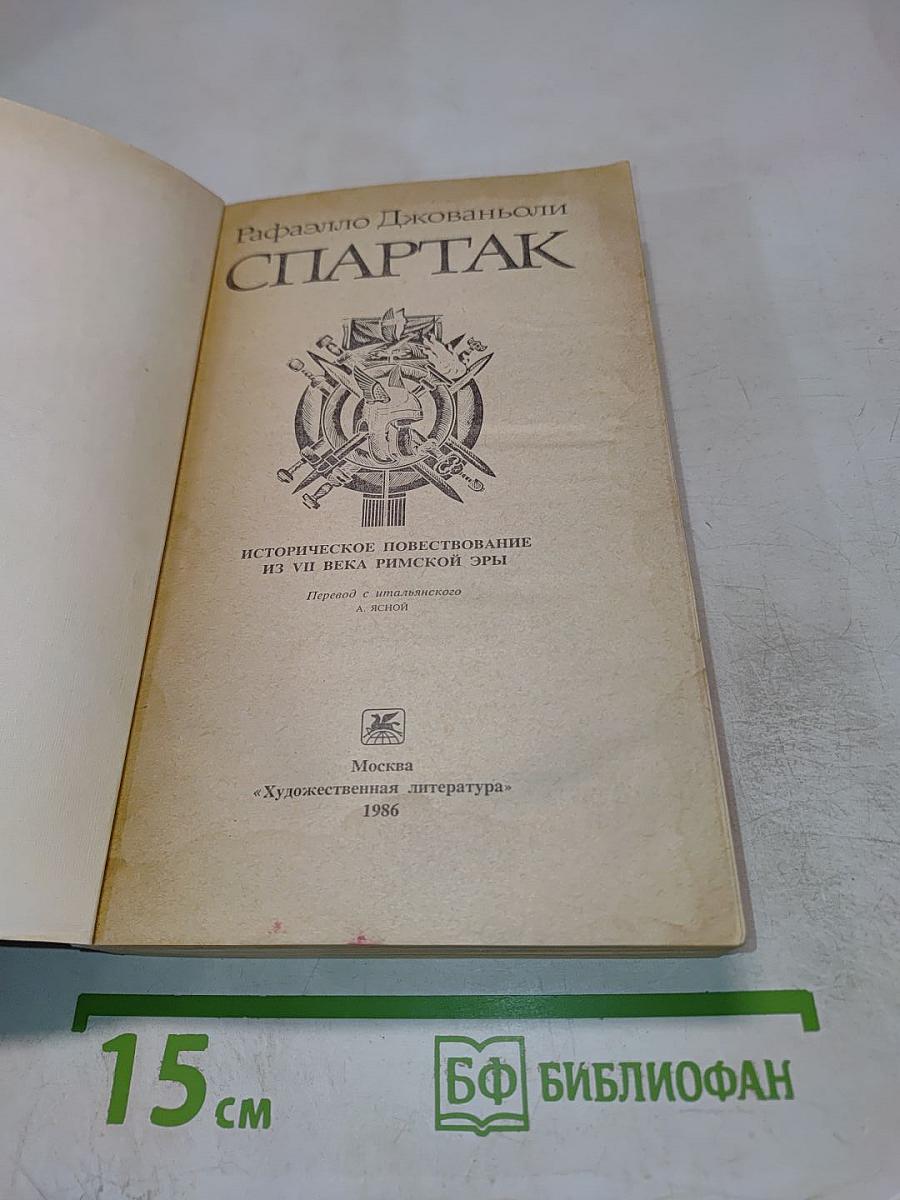 Рафаэлло Джованьоли
СПАРТАК
ИСТОРИЧЕСКОЕ ПОВЕСТВОВАНИЕ
ИЗ VII ВЕКА РИМСКОЙ ЭРЫ
Перевод с итальянского
А. ЯСНОЙ
Москва
«Художественная литература»
1986
15 см
БФ БИБЛИОФАН